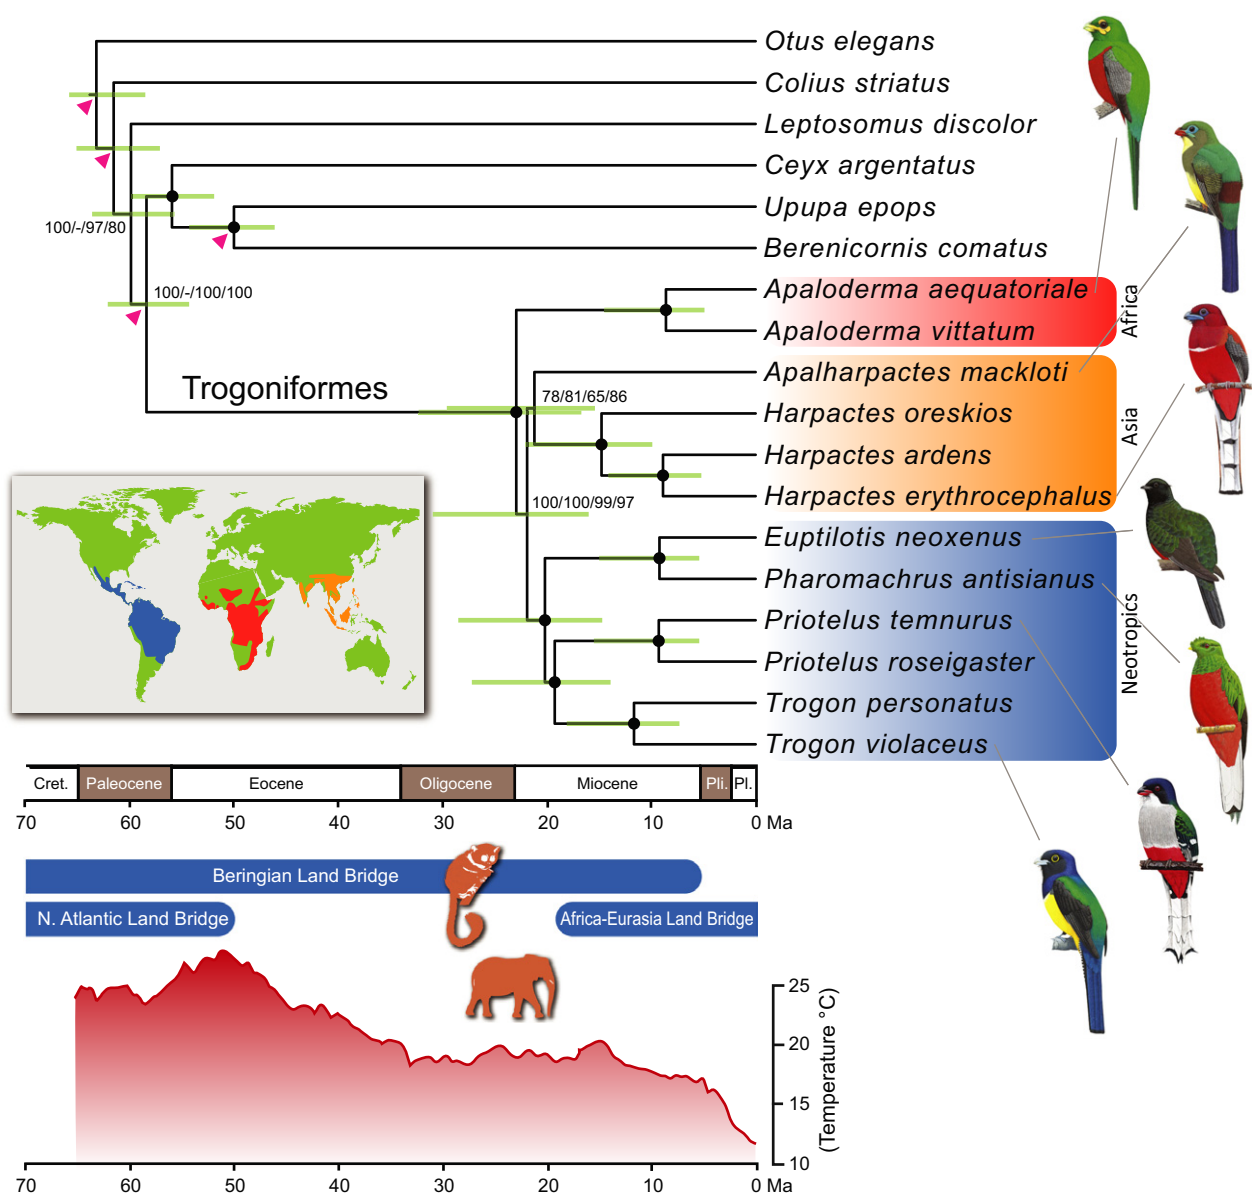 Otus elegans
Colius striatus
Leptosomus discolor
Ceyx argentatus
Upupa epops
100/-/97/80
Berenicornis comatus
100/-/100/100
Apaloderma aequatoriale
Apaloderma vittatum
Africa
Trogoniformes
Apalharpactes mackloti
78/81/65/86
Harpactes oreskios
Harpactes ardens
Harpactes erythrocephalus
Asia
100/100/99/97
Euptilotis neoxenus
Pharomachrus antisianus
Priotelus temnurus
Priotelus roseigaster
Trogon personatus
Trogon violaceus
Neotropics
Cret. Paleocene Eocene Oligocene Miocene Pli. Pl.
70 60 50 40 30 20 10 0 Ma
Beringian Land Bridge
N. Atlantic Land Bridge Africa-Eurasia Land Bridge
25
20
15
10
(Temperature °C)
70 60 50 40 30 20 10 0 Ma